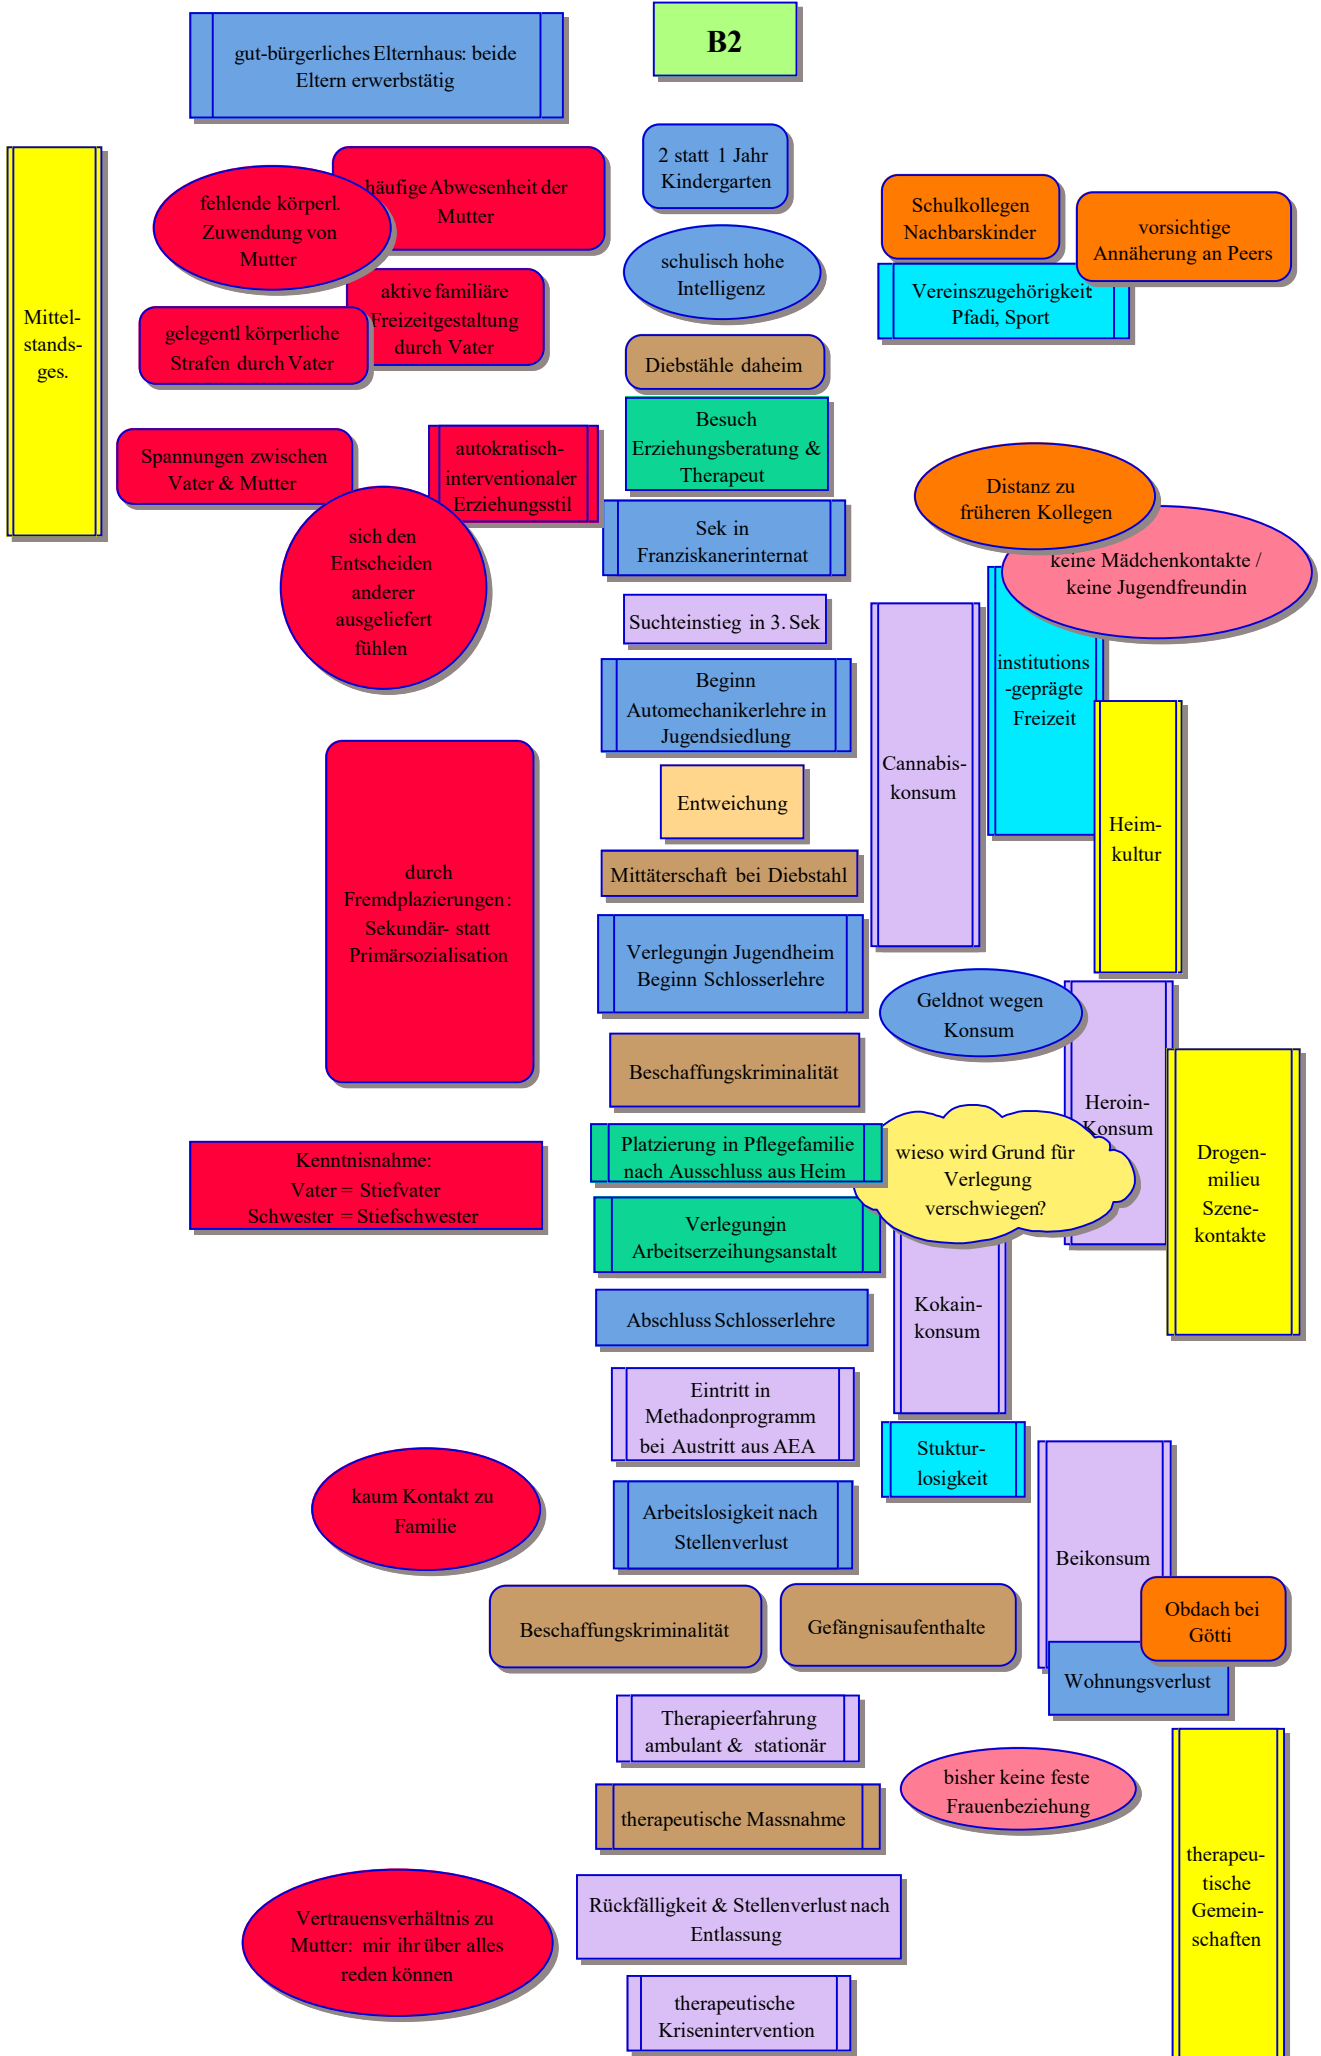 B2
gut-bürgerliches Elternhaus: beide
Eltern erwerbstätig
2 statt 1 Jahr
Kindergarten
häufige Abwesenheit der
Mutter
fehlende körperl.
Zuwendung von
Mutter
Schulkollegen
Nachbarskinder
vorsichtige
Annäherung an Peers
schulisch hohe
Intelligenz
Vereinszugehörigkeit:
Pfadi, Sport
aktive familiäre
Freizeitgestaltung
durch Vater
Mittel-
stands-
ges.
gelegentl körperliche
Strafen durch Vater
Diebstähle daheim
Besuch
Erziehungsberatung &
Therapeut
Spannungen zwischen
Vater & Mutter
autokratisch-
interventionaler
Erziehungsstil
Distanz zu
früheren Kollegen
sich den
Entscheiden
anderer
ausgeliefert
fühlen
Sek in
Franziskanerinternat
keine Mädchenkontakte /
keine Jugendfreundin
Suchteinstieg in 3. Sek
institutions
-geprägte
Freizeit
Beginn
Automechanikerlehre in
Jugendsiedlung
Cannabis-
konsum
Entweichung
Heim-
kultur
Mittäterschaft bei Diebstahl
durch
Fremdplazierungen:
Sekundär- statt
Primärsozialisation
Verlegungin Jugendheim
Beginn Schlosserlehre
Geldnot wegen
Konsum
Beschaffungskriminalität
Heroin-
Konsum
Platzierung in Pflegefamilie
nach Ausschluss aus Heim
wieso wird Grund für
Verlegung
verschwiegen?
Drogen-
milieu
Szene-
kontakte
Kenntnisnahme:
Vater = Stiefvater
Schwester = Stiefschwester
Verlegungin
Arbeitserzeihungsanstalt
Abschluss Schlosserlehre
Kokain-
konsum
Eintritt in
Methadonprogramm
bei Austritt aus AEA
Stuktur-
losigkeit
kaum Kontakt zu
Familie
Arbeitslosigkeit nach
Stellenverlust
Beikonsum
Beschaffungskriminalität
Gefängnisaufenthalte
Obdach bei
Götti
Wohnungsverlust
Therapieerfahrung
ambulant & stationär
bisher keine feste
Frauenbeziehung
therapeutische Massnahme
therapeu-
tische
Gemein-
schaften
Rückfälligkeit & Stellenverlust nach
Entlassung
Vertrauensverhältnis zu
Mutter: mir ihr über alles
reden können
therapeutische
Krisenintervention